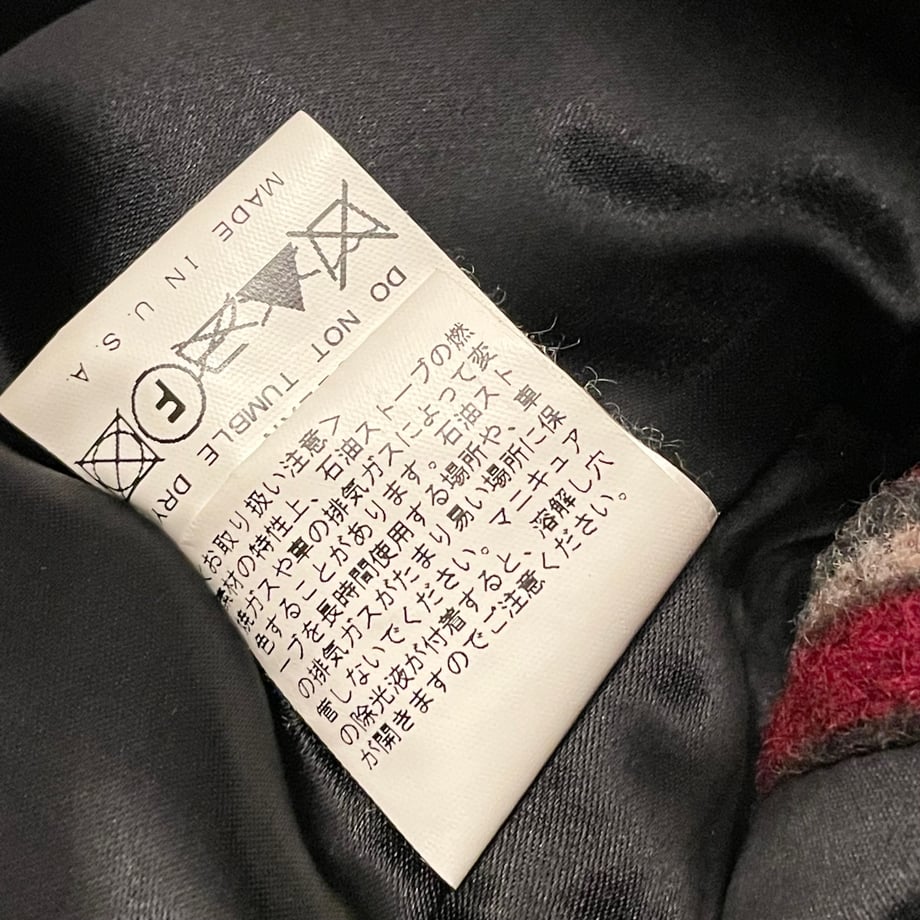 MADE IN U.S.A.
F
DO NOT TUMBLE DRY
お取り扱い注意>
素材の特性上、石油ストーブの燃
焼ガスや車の排気ガスによって変
色することがあります。石油スト
ーブを長時間使用する場所や、車
の排気ガスがたまり易い場所に保
管しないでください。マニキュア
の除光液が付着すると、溶解し穴
が開きますのでご注意ください。